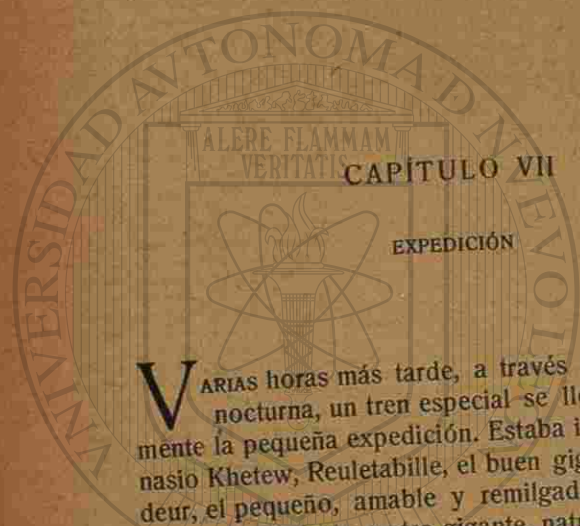 ALERE FLAMMAM
VERITATIS
CAPÍTULO VII
EXPEDICIÓN
VARIAS horas más tarde, a través
nocturna, un tren especial se
mente la pequeña expedición. Estaba
nasio Khetew, Reuletabille, el buen
deur, el pequeño, amable y
gigante